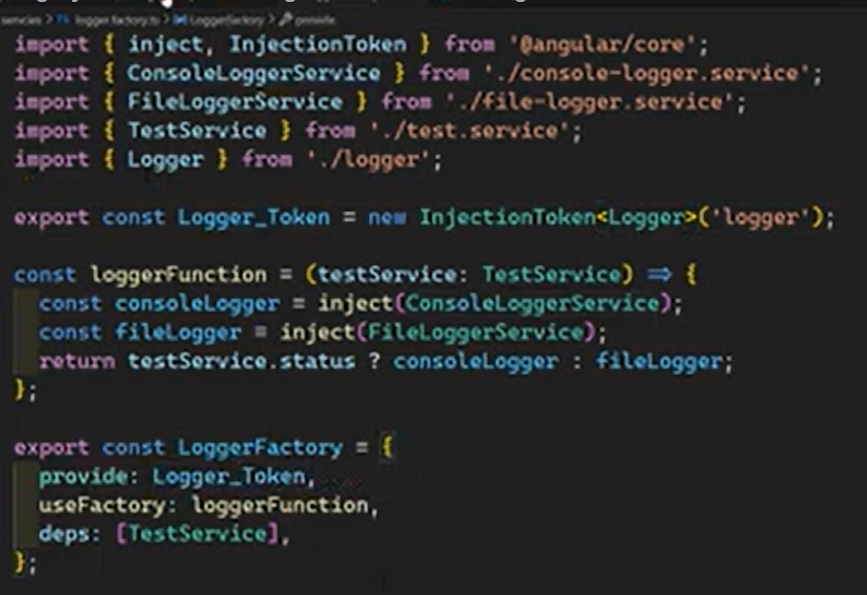 services > TS logger.factory.ts > LoggerFactory > provide
import { inject, InjectionToken } from '@angular/core';
import { ConsoleLoggerService } from './console-logger.service';
import { FileLoggerService } from './file-logger.service';
import { TestService } from './test.service';
import { Logger } from './logger';
export const Logger_Token = new InjectionToken<Logger>('logger');
const loggerFunction = (testService: TestService) => {
const consoleLogger = inject(ConsoleLoggerService);
const fileLogger = inject(FileLoggerService);
return testService.status ? consoleLogger : fileLogger;
};
export const LoggerFactory = {
provide: Logger_Token,
useFactory: loggerFunction,
deps: [TestService],
};